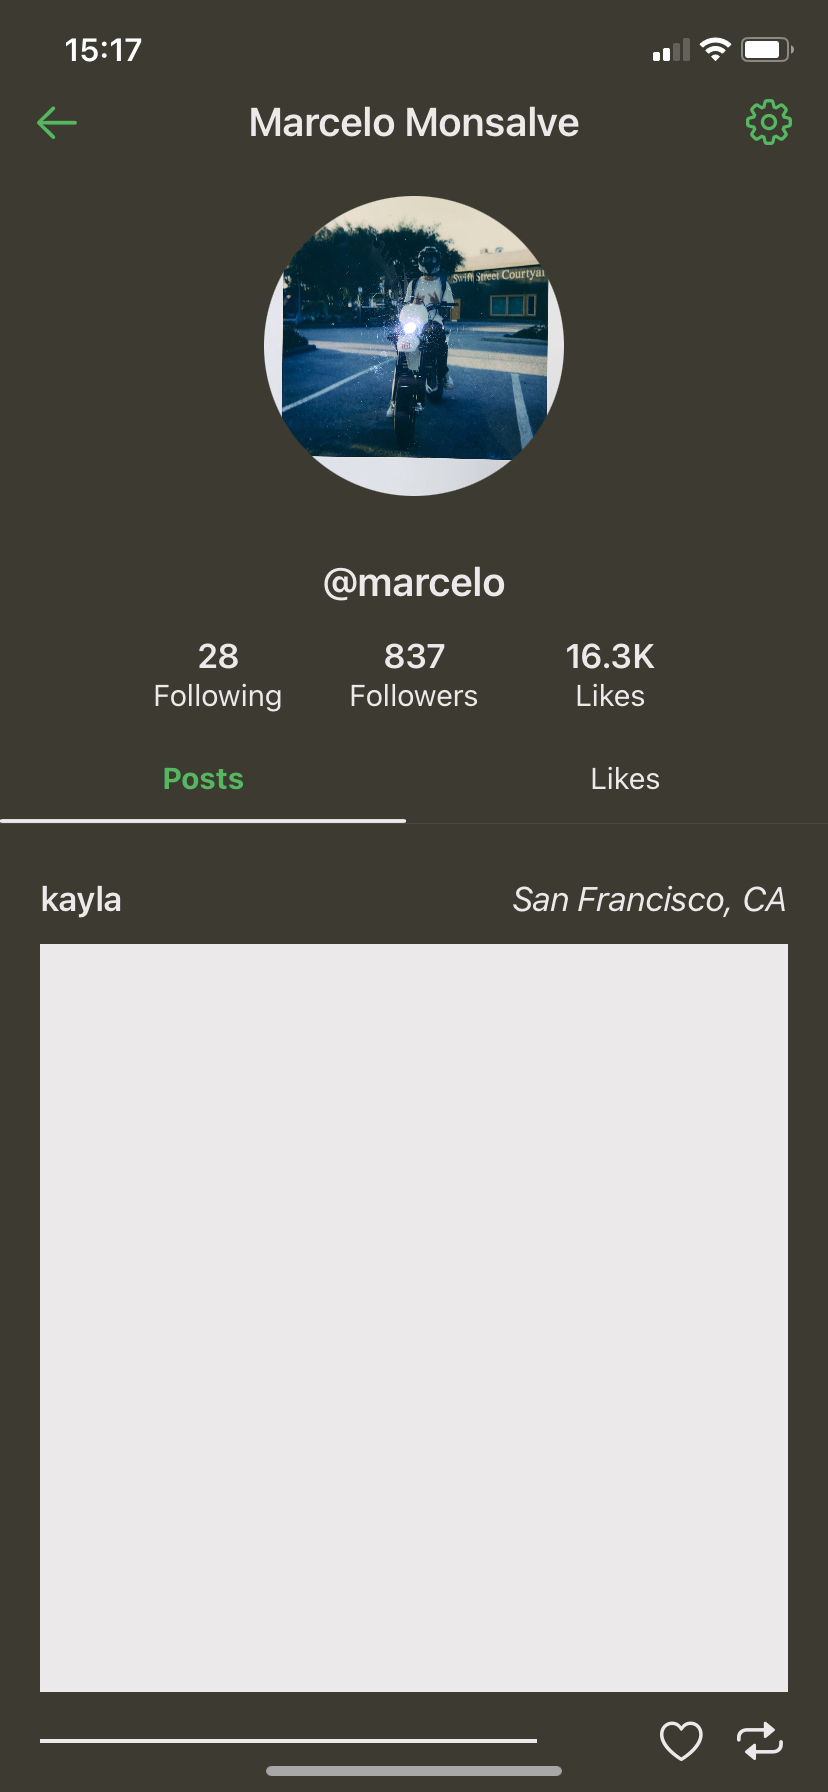 15:17
Marcelo Monsalve
Swift Street Courtyar
@marcelo
28 837 16.3K
Following Followers Likes
Posts Likes
kayla San Francisco, CA